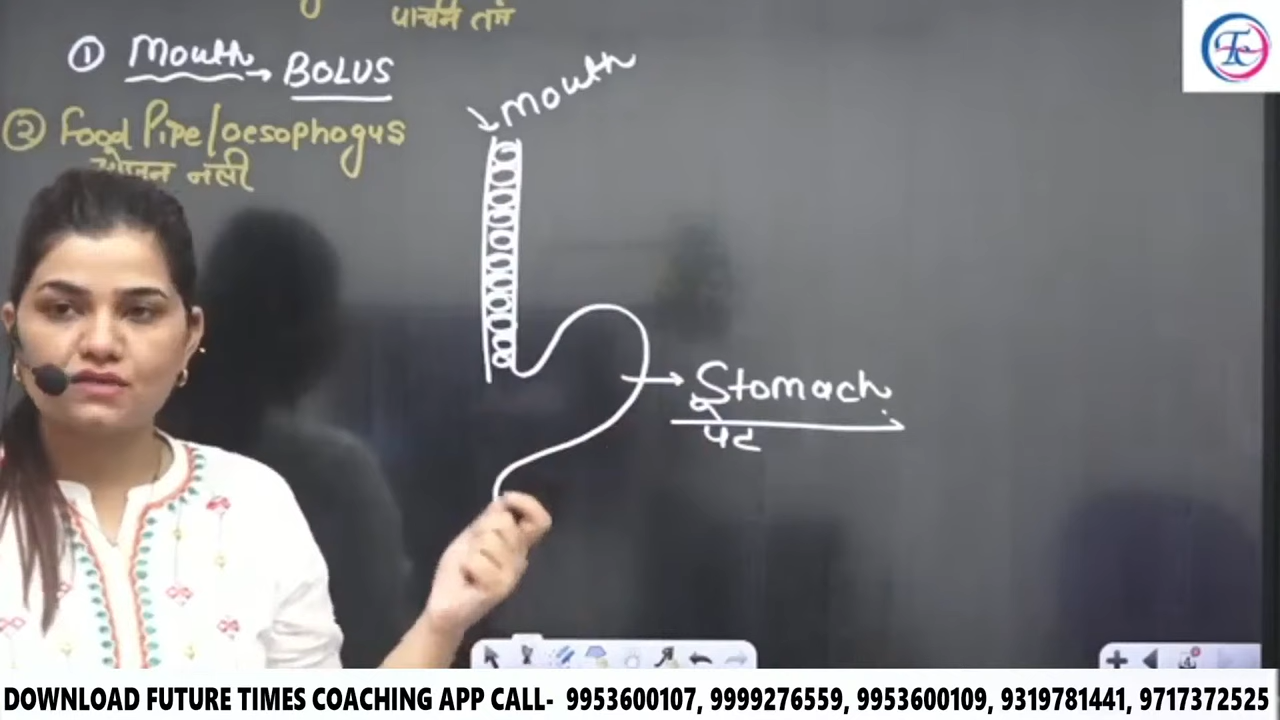 पाचन तंत्र
① Mouth → BOLUS
② Food Pipe/oesophogus
भोजन नली
Mouth
Stomach
पेट
DOWNLOAD FUTURE TIMES COACHING APP CALL- 9953600107, 9999276559, 9953600109, 9319781441, 9717372525